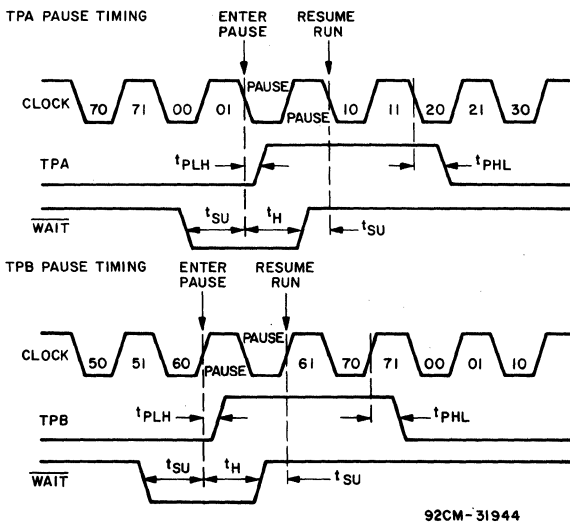 TPA PAUSE TIMING
ENTER PAUSE
RESUME RUN
CLOCK
70 71 00 01 PAUSE PAUSE 10 11 20 21 30
TPA
tPLH
tPHL
WAIT
tSU
tH
tSU
TPB PAUSE TIMING
ENTER PAUSE
RESUME RUN
CLOCK
50 51 60 PAUSE PAUSE 61 70 71 00 01 10
TPB
tPLH
tPHL
WAIT
tSU
tH
tSU
92CM-31944